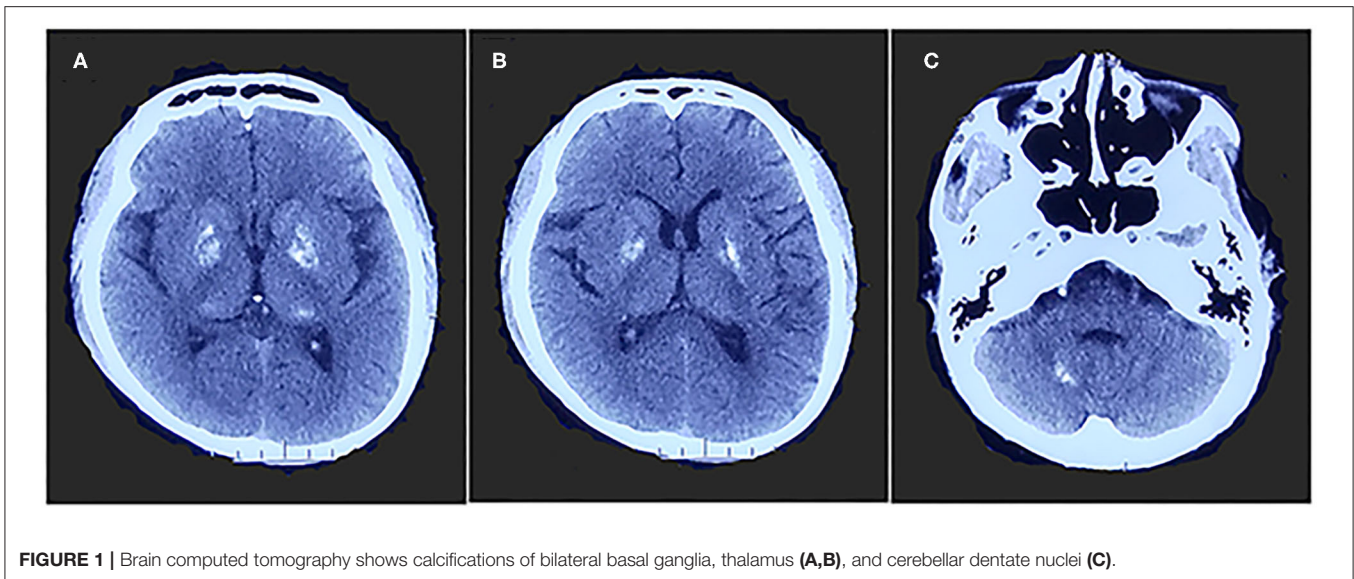 A
B
C
FIGURE 1 | Brain computed tomography shows calcifications of bilateral basal ganglia, thalamus (A,B), and cerebellar dentate nuclei (C).